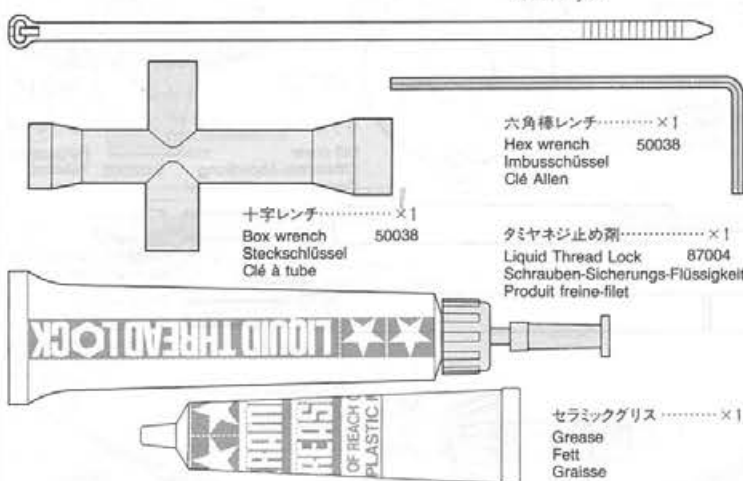 六角棒レンチ………×1
Hex wrench 50038
Imbusschüssel
Clé Allen
十字レンチ…………×1
Box wrench 50038
Steckschlüssel
Clé à tube
タミヤネジ止め剤……………×1
Liquid Thread Lock 87004
Schrauben-Sicherungs-Flüssigkeit
Produit freine-filet
LIQUID THREAD LOCK
セラミックグリス………×1
Grease
Fett
Graisse
OF REACH
PLASTIC